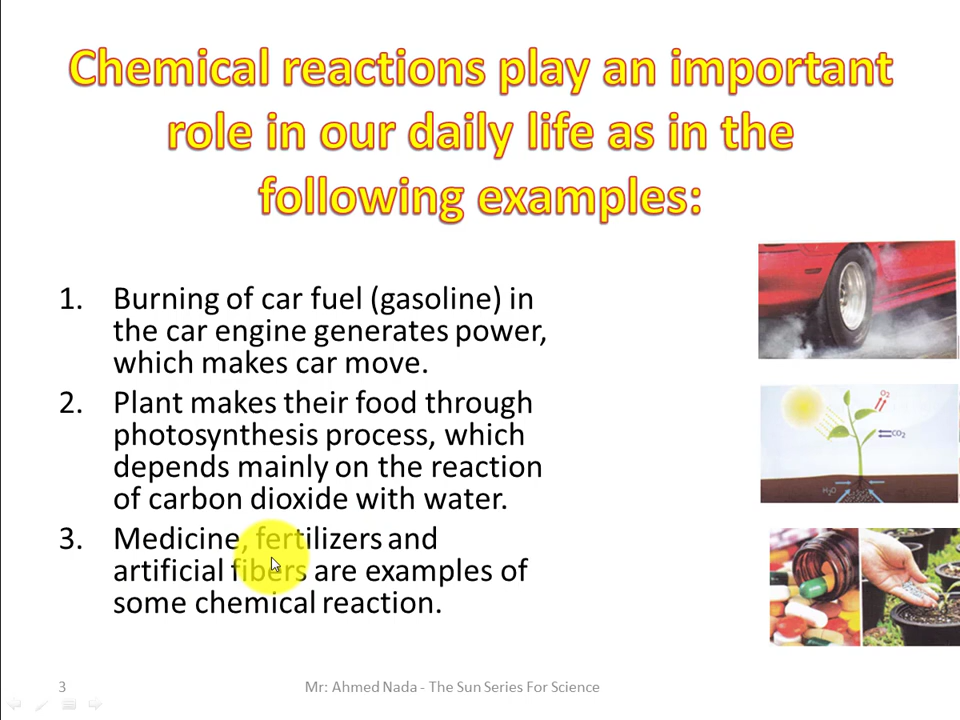 Chemical reactions play an important
role in our daily life as in the
following examples:
1. Burning of car fuel (gasoline) in
the car engine generates power,
which makes car move.
2. Plant makes their food through
photosynthesis process, which
depends mainly on the reaction
of carbon dioxide with water.
3. Medicine, fertilizers and
artificial fibers are examples of
some chemical reaction.
O2
CO2
H2O
3
Mr: Ahmed Nada - The Sun Series For Science